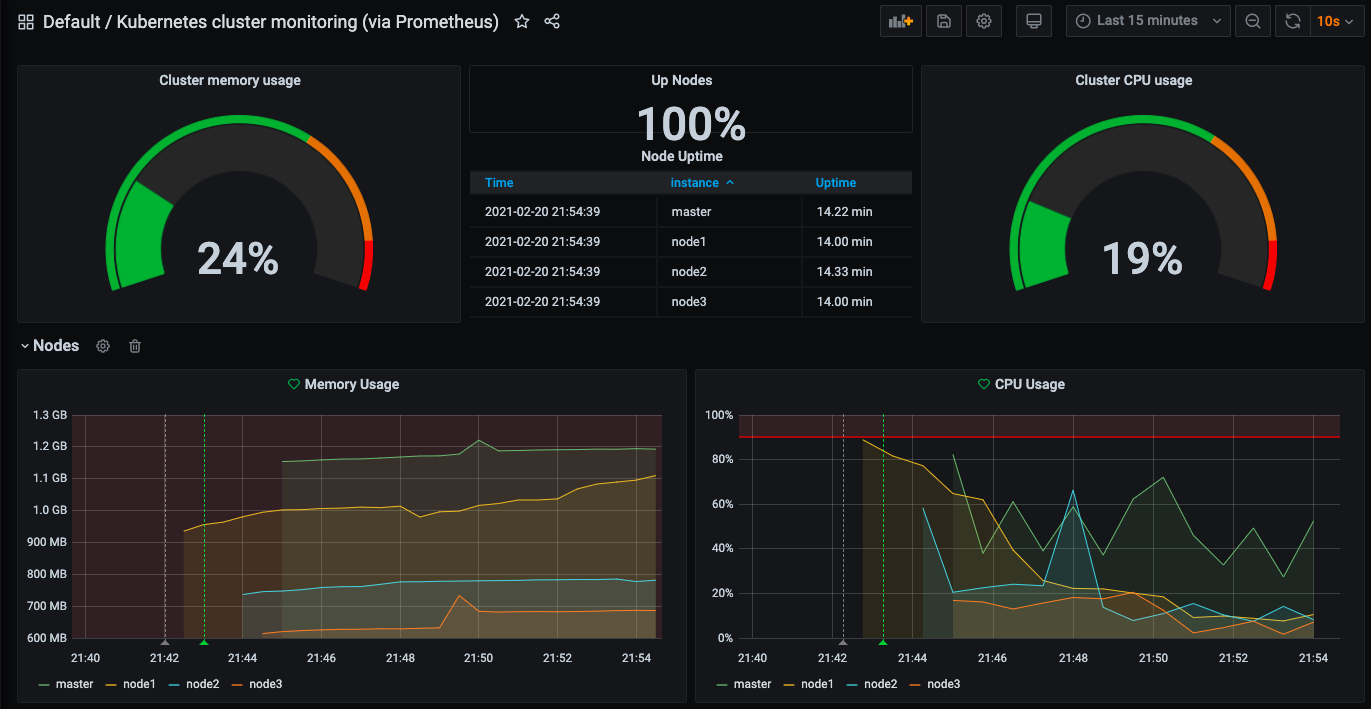 Default / Kubernetes cluster monitoring (via Prometheus)
Last 15 minutes
10s
Cluster memory usage
24%
Up Nodes
100%
Node Uptime
Time instance Uptime
2021-02-20 21:54:39 master 14.22 min
2021-02-20 21:54:39 node1 14.00 min
2021-02-20 21:54:39 node2 14.33 min
2021-02-20 21:54:39 node3 14.00 min
Cluster CPU usage
19%
Nodes
Memory Usage
1.3 GB
1.2 GB
1.1 GB
1.0 GB
900 MB
800 MB
700 MB
600 MB
21:40 21:42 21:44 21:46 21:48 21:50 21:52 21:54
master node1 node2 node3
CPU Usage
100%
80%
60%
40%
20%
0%
21:40 21:42 21:44 21:46 21:48 21:50 21:52 21:54
master node1 node2 node3